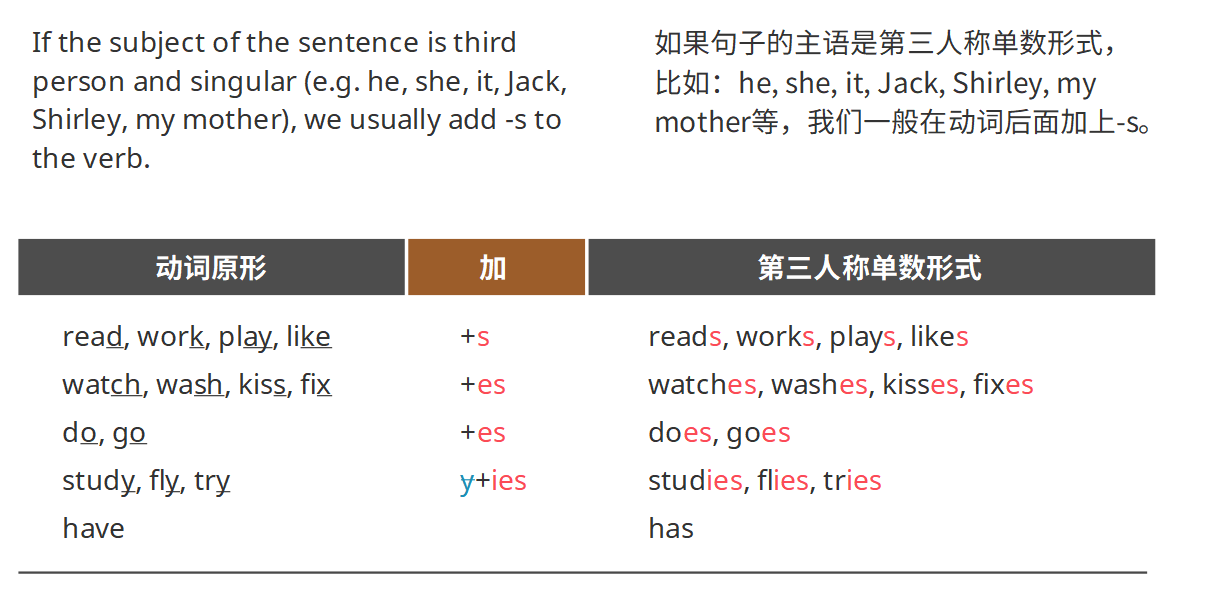 If the subject of the sentence is third
person and singular (e.g. he, she, it, Jack,
Shirley, my mother), we usually add -s to
the verb.
如果句子的主语是第三人称单数形式，
比如：he, she, it, Jack, Shirley, my
mother等，我们一般在动词后面加上-s。
动词原形 加 第三人称单数形式
read, work, play, like +s reads, works, plays, likes
watch, wash, kiss, fix +es watches, washes, kisses, fixes
do, go +es does, goes
study, fly, try y+ies studies, flies, tries
have has